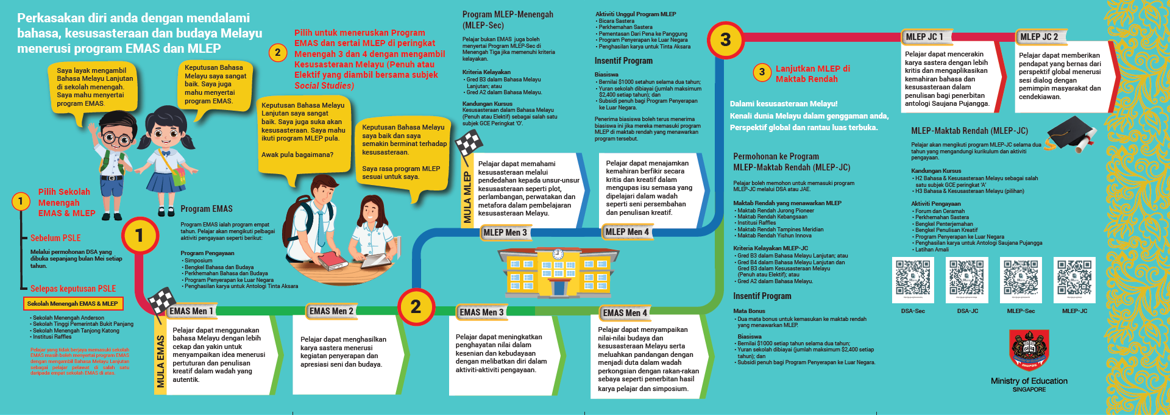 Perkasakan diri anda dengan mendalami
bahasa, kesusasteraan dan budaya Melayu
menerusi program EMAS dan MLEP
Saya layak mengambil
Bahasa Melayu Lanjutan
di sekolah menengah.
Saya mahu menyertai
program EMAS.
Keputusan Bahasa
Melayu saya sangat
baik. Saya juga
mahu menyertai
program EMAS.
1
Pilih Sekolah
Menengah
EMAS & MLEP
Sebelum PSLE
Melalui permohonan DSA yang
dibuka sepanjang bulan Mei setiap
tahun.
Selepas keputusan PSLE
Sekolah Menengah EMAS & MLEP
• Sekolah Menengah Anderson
• Sekolah Tinggi Pemerintah Bukit Panjang
• Sekolah Menengah Tanjong Katong
• Institusi Raffles
1
Program EMAS
Program EMAS ialah program empat
tahun. Pelajar akan mengikuti pelbagai
aktiviti pengayaan seperti berikut:
Program Pengayaan
• Simposium
• Bengkel Bahasa dan Budaya
• Perkhemahan Bahasa dan Budaya
• Program Penyerapan ke Luar Negara
• Penghasilan karya untuk Antologi Tinta Aksara
MULA EMAS
EMAS Men 1
Pelajar dapat menggunakan
bahasa Melayu dengan lebih
cekap dan yakin untuk
menyampaikan idea menerusi
pertuturan dan penulisan
kreatif dalam wadah yang
autentik.
EMAS Men 2
Pelajar dapat menghasilkan
karya sastera menerusi
kegiatan penyerapan dan
apresiasi seni dan budaya.
2
Pilih untuk meneruskan Program
EMAS dan sertai MLEP di peringkat
Menengah 3 and 4 dengan mengambil
Kesusasteraan Melayu (Penuh atau
Elektif yang diambil bersama subjek
Social Studies)
Keputusan Bahasa Melayu
Lanjutan saya sangat
baik. Saya juga suka akan
kesusasteraan. Saya mahu
ikuti program MLEP pula.
Awak pula bagaimana?
Keputusan Bahasa Melayu
saya baik dan saya
semakin berminat terhadap
kesusasteraan.
Saya rasa program MLEP
sesuai untuk saya.
2
EMAS Men 3
Pelajar dapat meningkatkan
penghayatan nilai dalam
kesenian dan kebudayaan
dengan melibatkan diri dalam
aktiviti-aktiviti pengayaan.
EMAS Men 4
Pelajar dapat menyampaikan
nilai-nilai budaya dan
kesusasteraan Melayu serta
meluahkan pandangan dengan
menjadi duta dalam wadah
perkongsian dengan rakan-rakan
sebaya seperti penerbitan hasil
karya pelajar dan simposium.
Program MLEP-Menengah
(MLEP-Sec)
Pelajar bukan EMAS juga boleh
menyertai Program MLEP-Sec di
Menengah Tiga jika memenuhi kriteria
kelayakan.
Kriteria Kelayakan
• Gred B3 dalam Bahasa Melayu
Lanjutan; atau
• Gred A2 dalam Bahasa Melayu.
Kandungan Kursus
Kesusasteraan dalam Bahasa Melayu
(Penuh atau Elektif) sebagai salah satu
subjek GCE Peringkat 'O'.
MULA MLEP
Pelajar dapat memahami
kesusasteraan melalui
pendedahan kepada unsur-unsur
kesusasteraan seperti plot,
perlambangan, perwatakan dan
metafora dalam pembelajaran
kesusasteraan Melayu.
MLEP Men 3
Aktiviti Unggul Program MLEP
• Bicara Sastera
• Perkhemahan Sastera
• Pementasan Dari Pena ke Panggung
• Program Penyerapan ke Luar Negara
• Penghasilan karya untuk Tinta Aksara
Insentif Program
Biasiswa
• Bernilai $1000 setahun selama dua tahun;
• Yuran sekolah dibiayai (jumlah maksimum
$2,400 setiap tahun); dan
• Subsidi penuh bagi Program Penyerapan
ke Luar Negara.
Penerima biasiswa boleh terus menerima
biasiswa ini jika mereka memasuki program
MLEP di maktab rendah yang menawarkan
program tersebut.
Pelajar dapat menajamkan
kemahiran berfikir secara
kritis dan kreatif dalam
mengupas isu semasa yang
dipelajari dalam wadah
seperti seni persembahan
dan penulisan kreatif.
MLEP Men 4
3
3
Lanjutkan MLEP di
Maktab Rendah
Dalami kesusasteraan Melayu!
Kenali dunia Melayu dalam genggaman anda,
Perspektif global dan rantau luas terbuka.
Permohonan ke Program
MLEP-Maktab Rendah (MLEP-JC)
Pelajar boleh memohon untuk memasuki program
MLEP-JC melalui DSA atau JAE.
Maktab Rendah yang menawarkan MLEP
• Maktab Rendah Jurong Pioneer
• Maktab Rendah Kebangsaan
• Institusi Raffles
• Maktab Rendah Tampines Meridian
• Maktab Rendah Yishun Innova
Kriteria Kelayakan MLEP-JC
• Gred B3 dalam Bahasa Melayu Lanjutan; atau
• Gred B4 dalam Bahasa Melayu Lanjutan dan
Gred B3 dalam Kesusasteraan Melayu
(Penuh atau Elektif); atau
• Gred A2 dalam Bahasa Melayu.
Insentif Program
Mata Bonus
• Dua mata bonus untuk kemasukan ke maktab rendah
yang menawarkan MLEP.
Biasiswa
• Bernilai $1000 setiap tahun selama dua tahun;
• Yuran sekolah dibiayai (jumlah maksimum $2,400 setiap
tahun); dan
• Subsidi penuh bagi Program Penyerapan ke Luar Negara.
MLEP JC 1
Pelajar dapat mencerakin
karya sastera dengan lebih
kritis dan mengaplikasikan
kemahiran bahasa dan
kesusasteraan dalam
penulisan bagi penerbitan
antologi Saujana Pujangga.
MLEP JC 2
Pelajar dapat memberikan
pendapat yang bernas dari
perspektif global menerusi
sesi dialog dengan
pemimpin masyarakat dan
cendekiawan.
MLEP-Maktab Rendah (MLEP-JC)
Pelajar akan mengikuti program MLEP-JC selama dua
tahun yang mengandungi kurikulum dan aktiviti
pengayaan.
Kandungan Kursus
• H2 Bahasa & Kesusasteraan Melayu sebagai salah
satu subjek GCE peringkat 'A'
• H3 Bahasa & Kesusasteraan Melayu (pilihan)
Aktiviti Pengayaan
• Forum dan Ceramah
• Perkhemahan Sastera
• Bengkel Penterjemahan
• Bengkel Penulisan Kreatif
• Program Penyerapan ke Luar Negara
• Penghasilan karya untuk Antologi Saujana Pujangga
• Latihan Amali
DSA-Sec
DSA-JC
MLEP-Sec
MLEP-JC
Ministry of Education
SINGAPORE